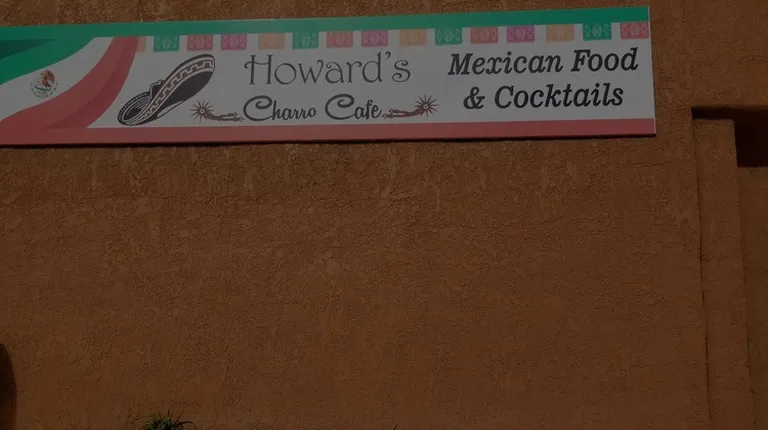 Howard's
Charro Cafe
Mexican Food
& Cocktails